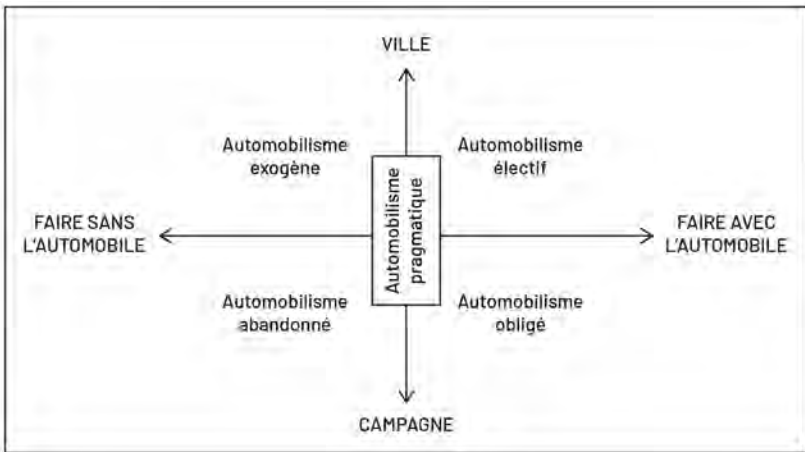 VILLE
Automobilisme
exogène
Automobilisme
électif
FAIRE SANS
L'AUTOMOBILE
Automobilisme
pragmatique
FAIRE AVEC
L'AUTOMOBILE
Automobilisme
abandonné
Automobilisme
obligé
CAMPAGNE